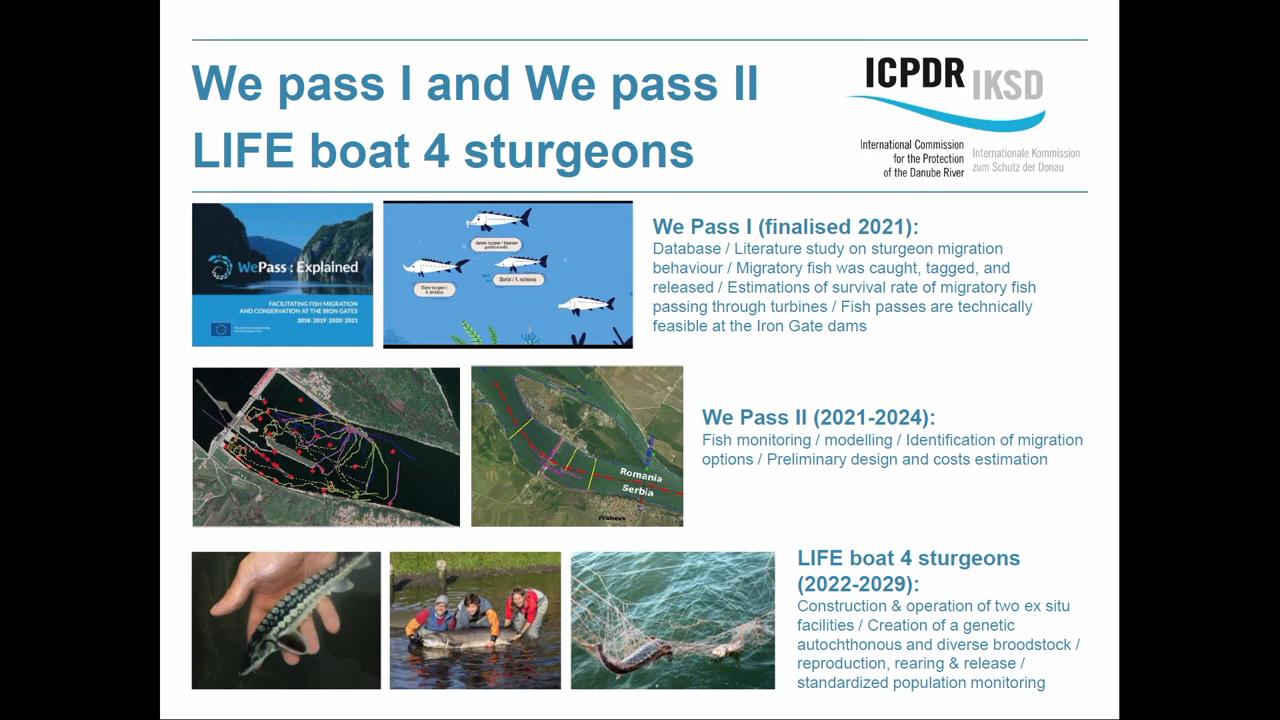 We pass I and We pass II
LIFE boat 4 sturgeons
ICPDR IKSD
International Commission
for the Protection
of the Danube River
Internationale Kommission
zum Schutz der Donau
WePass : Explained
FACILITATING FISH MIGRATION
AND CONSERVATION AT THE IRON GATES
2018|2019|2020|2021
We Pass I (finalised 2021):
Database / Literature study on sturgeon migration
behaviour / Migratory fish was caught, tagged, and
released / Estimations of survival rate of migratory fish
passing through turbines / Fish passes are technically
feasible at the Iron Gate dams
Romania
Serbia
Prahovo
We Pass II (2021-2024):
Fish monitoring / modelling / Identification of migration
options / Preliminary design and costs estimation
LIFE boat 4 sturgeons
(2022-2029):
Construction & operation of two ex situ
facilities / Creation of a genetic
autochthonous and diverse broodstock /
reproduction, rearing & release /
standardized population monitoring